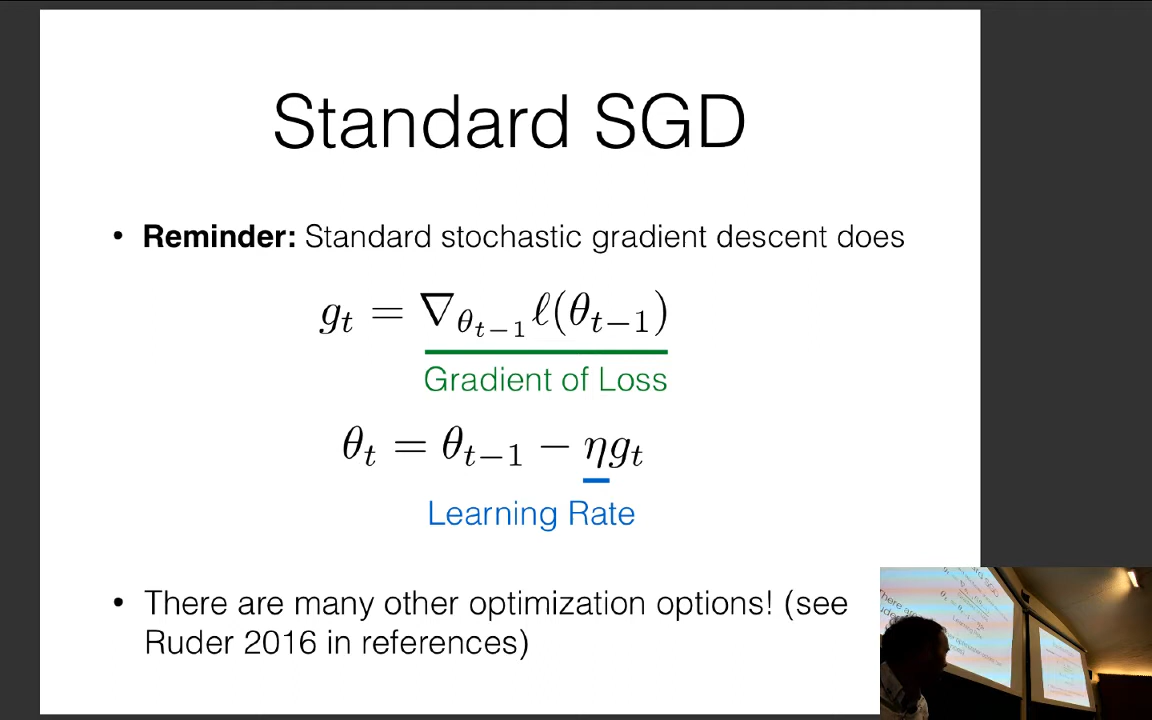 Standard SGD
• Reminder: Standard stochastic gradient descent does
g_t = ∇_{θ_{t−1}} ℓ(θ_{t−1})
Gradient of Loss
θ_t = θ_{t−1} − ηg_t
Learning Rate
• There are many other optimization options! (see
Ruder 2016 in references)